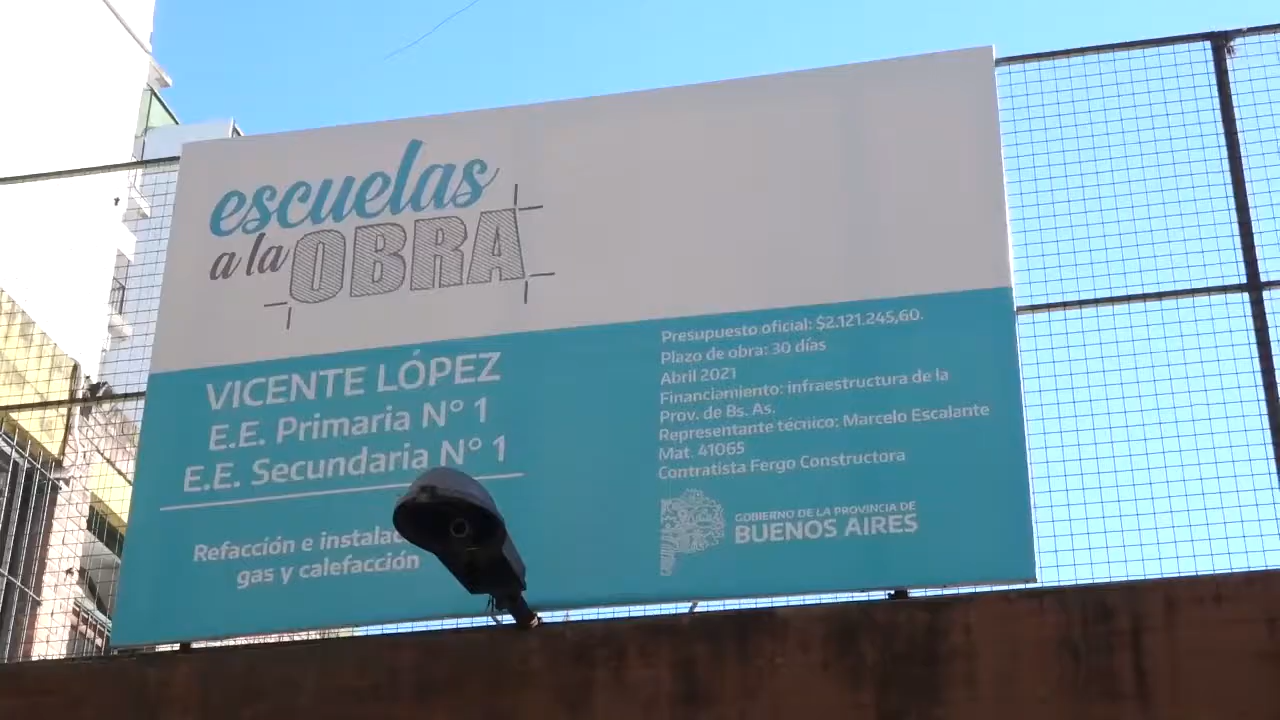 escuelas
a la OBRA
VICENTE LÓPEZ
E.E. Primaria N° 1
E.E. Secundaria N° 1
Refacción e
gas y calefacción
Presupuesto oficial: $2.121.245,60.
Plazo de obra: 30 días
Abril 2021
Financiamiento: infraestructura de la
Prov. de Bs. As.
Representante técnico: Marcelo Escalante
Mat. 41065
Contratista Fergo Constructora
GOBIERNO DE LA PROVINCIA DE
BUENOS AIRES